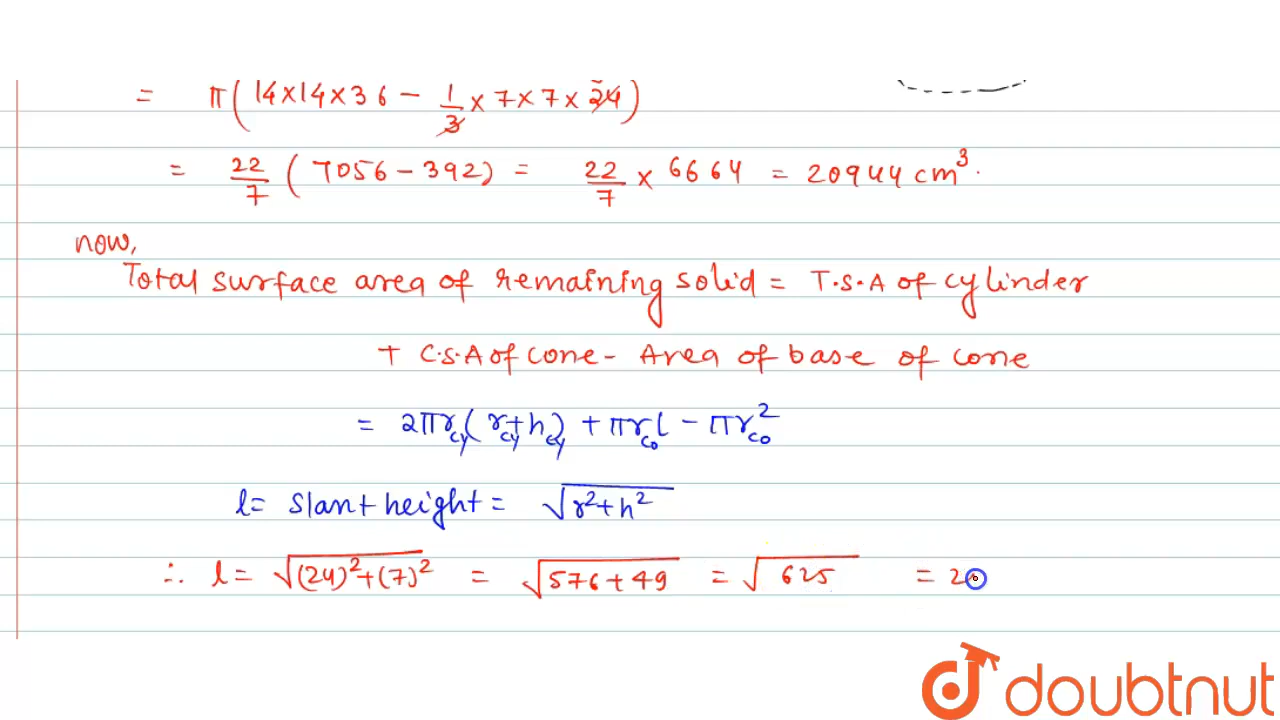 = π(14×14×36 − 1/3 × 7 × 7 × 24)
= 22/7 (7056 − 392) = 22/7 × 6664 = 20944 cm³.
now,
Total surface area of remaining solid = T.S.A of cylinder
+ C.S.A of cone - Area of base of cone
= 2πr_cy(r_cy + h_cy) + πr_co l − πr_co²
l = Slant height = √(r² + h²)
∴ l = √((24)² + (7)²) = √(576 + 49) = √625 = 2
doubtnut